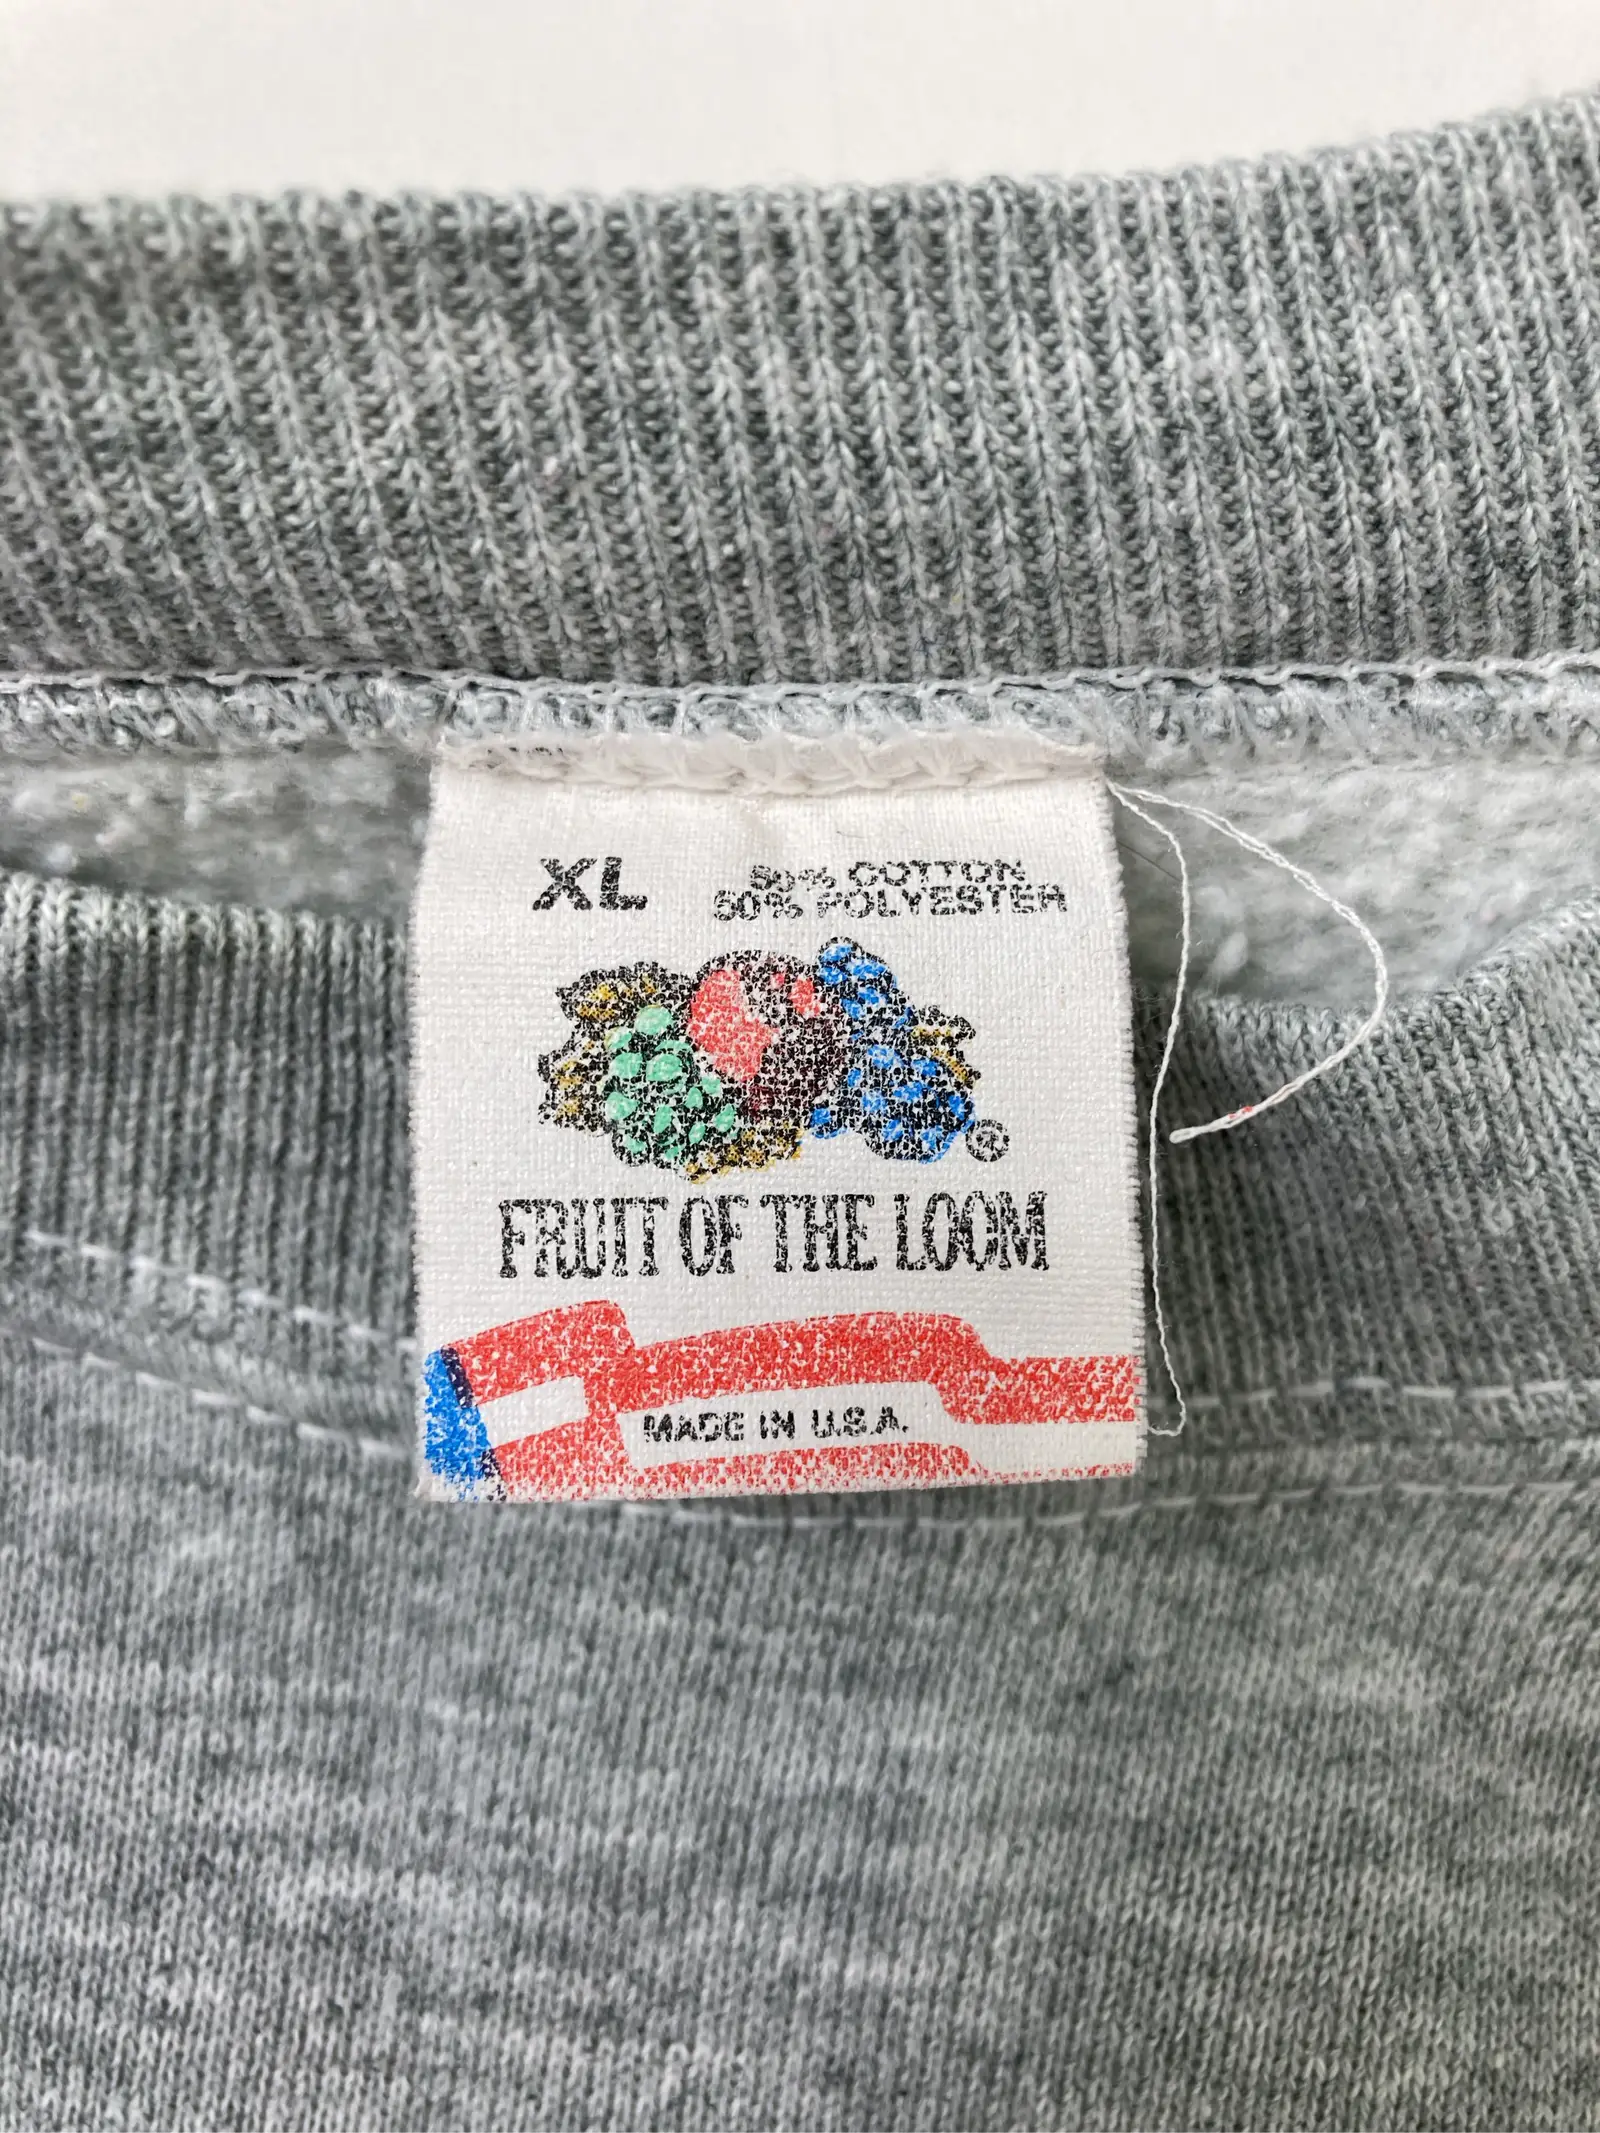 XL
50% COTTON
50% POLYESTER
®
FRUIT OF THE LOOM
MADE IN U.S.A.